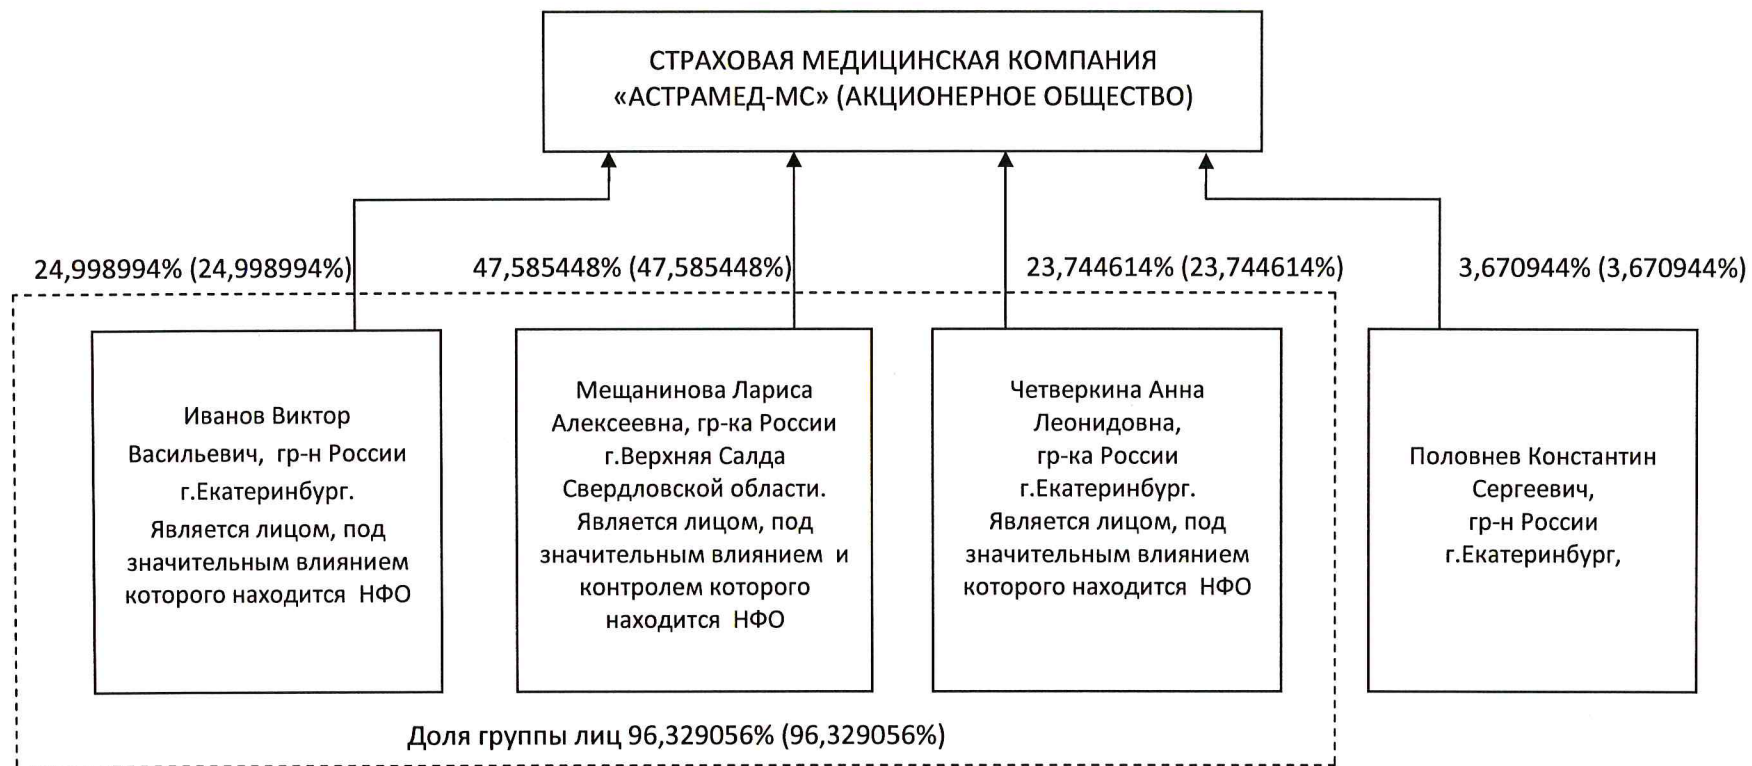 СТРАХОВАЯ МЕДИЦИНСКАЯ КОМПАНИЯ
«АСТРАМЕД-МС» (АКЦИОНЕРНОЕ ОБЩЕСТВО)
24,998994% (24,998994%)
47,585448% (47,585448%)
23,744614% (23,744614%)
3,670944% (3,670944%)
Иванов Виктор
Васильевич, гр-н России
г.Екатеринбург.
Является лицом, под
значительным влиянием
которого находится НФО
Мещанинова Лариса
Алексеевна, гр-ка России
г.Верхняя Салда
Свердловской области.
Является лицом, под
значительным влиянием и
контролем которого
находится НФО
Четверкина Анна
Леонидовна,
гр-ка России
г.Екатеринбург.
Является лицом, под
значительным влиянием
которого находится НФО
Половнев Константин
Сергеевич,
гр-н России
г.Екатеринбург,
Доля группы лиц 96,329056% (96,329056%)